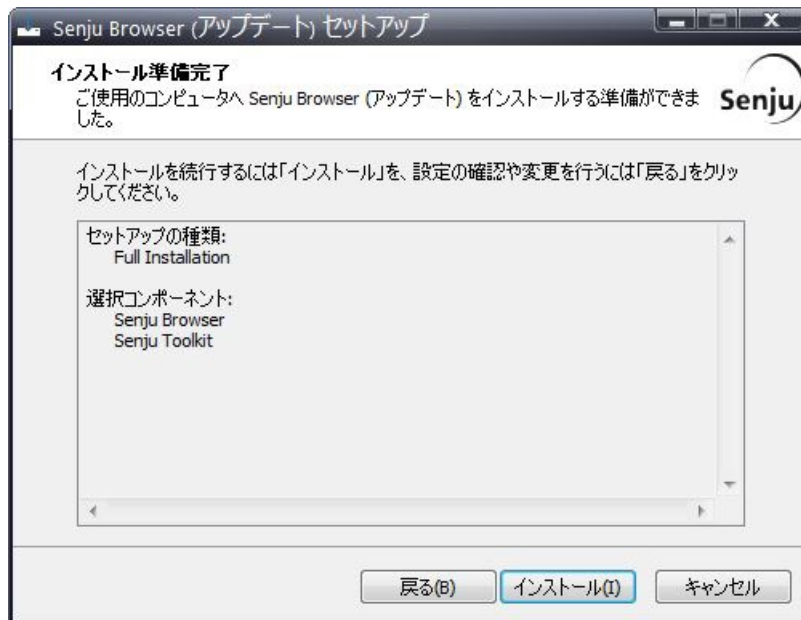 Senju Browser (アップデート) セットアップ
インストール準備完了
ご使用のコンピュータへ Senju Browser (アップデート) をインストールする準備ができま
した。
Senju
インストールを続行するには「インストール」を、設定の確認や変更を行うには「戻る」をクリッ
クしてください。
セットアップの種類:
Full Installation
選択コンポーネント:
Senju Browser
Senju Toolkit
戻る(B)
インストール(I)
キャンセル